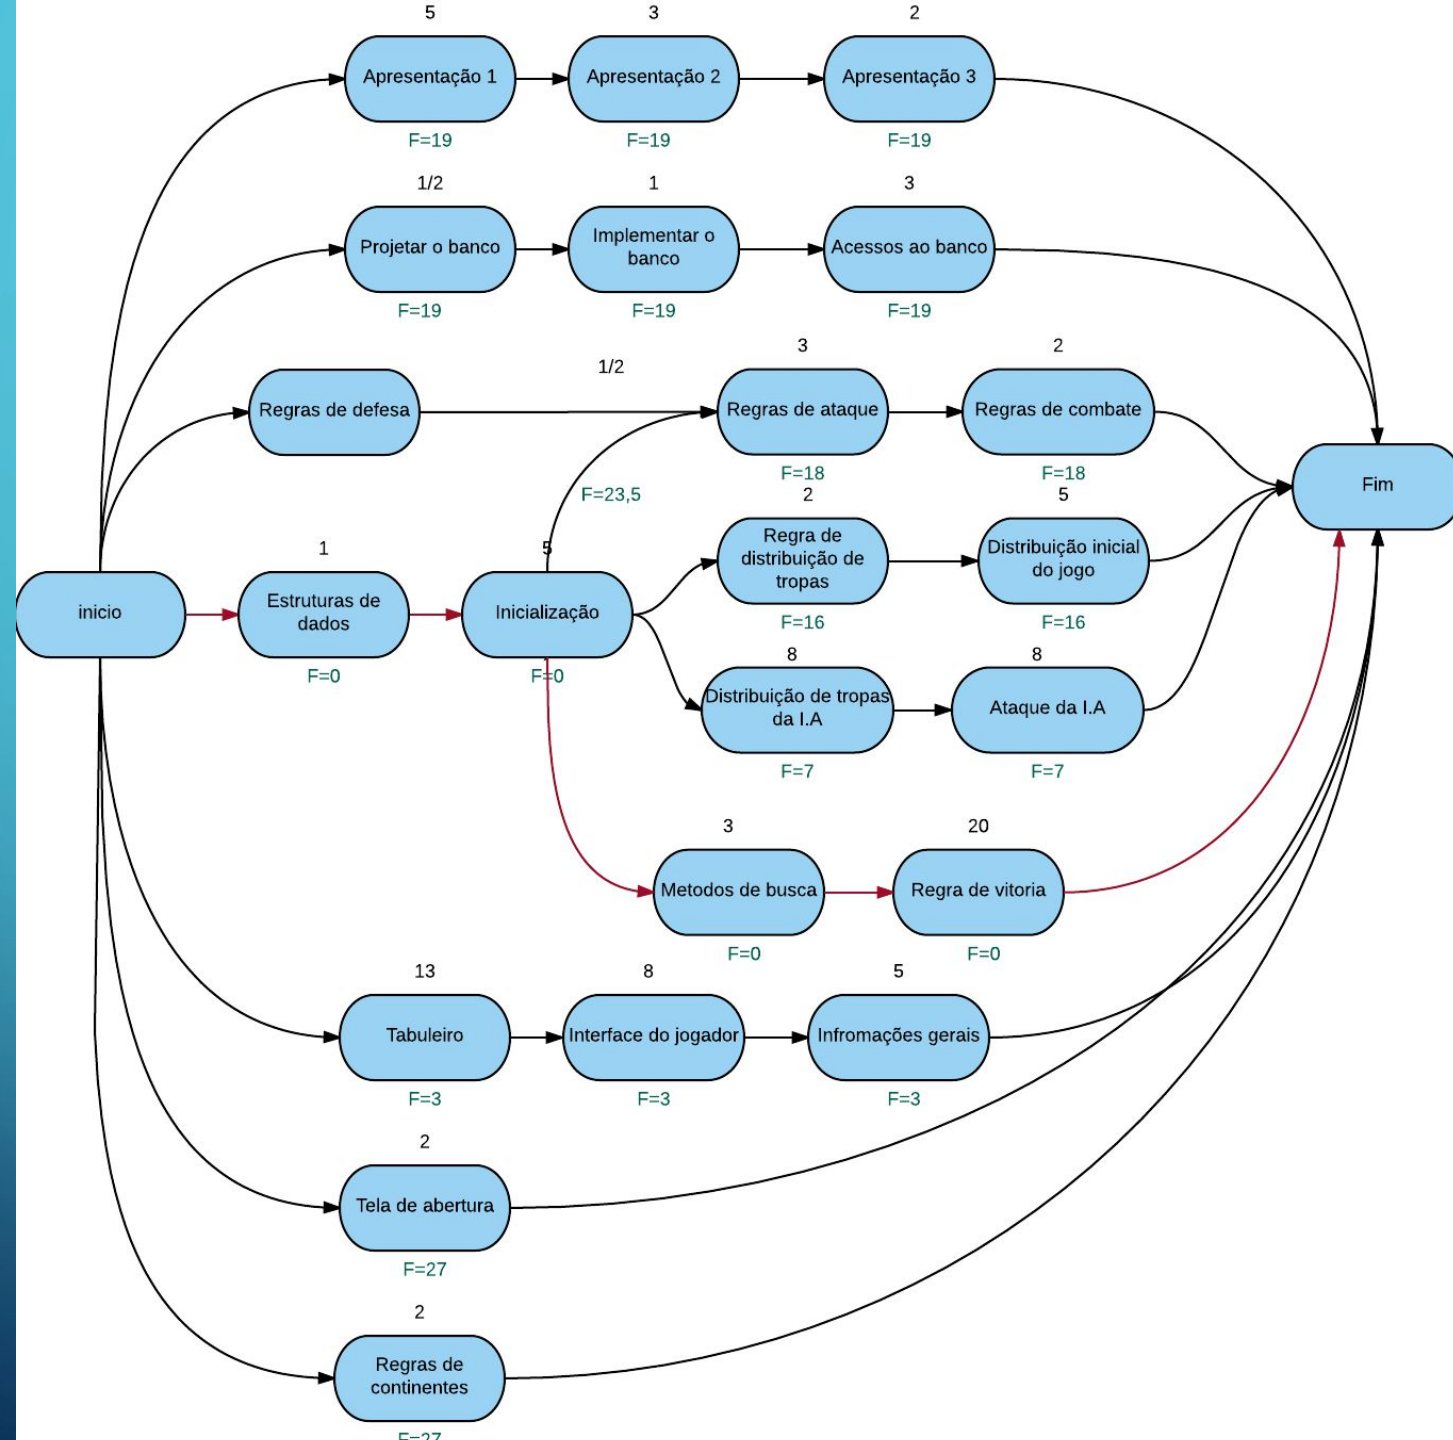 5
3
2
Apresentação 1
Apresentação 2
Apresentação 3
F=19
F=19
F=19
1/2
1
3
Projetar o banco
Implementar o
banco
Acessos ao banco
F=19
F=19
F=19
1/2
3
2
Regras de defesa
Regras de ataque
Regras de combate
F=23,5
F=18
F=18
Fim
2
5
Regra de
distribuição de
tropas
Distribuição inicial
do jogo
F=16
F=16
1
5
inicio
Estruturas de
dados
Inicialização
F=0
F=0
8
8
Distribuição de tropas
da I.A
Ataque da I.A
F=7
F=7
3
20
Metodos de busca
Regra de vitoria
F=0
F=0
13
8
5
Tabuleiro
Interface do jogador
Infromações gerais
F=3
F=3
F=3
2
Tela de abertura
F=27
2
Regras de
continentes
F=27